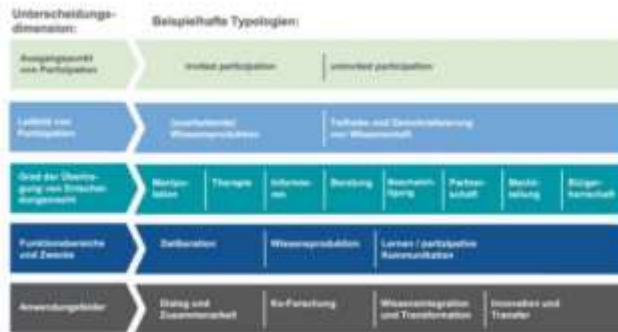 Unterscheidungs-
dimension:
Beispielhafte Typologien:
Ausgangspunkt
von Partizipation
invited participation
uninvited participation
Leitbild von
Partizipation
Wissensproduktion
Teilhabe und Demokratisierung
von Wissenschaft
Grad der Übertra-
gung von Entschei-
dungsmacht
Manipu-
lation
Therapie
Informie-
ren
Beratung
Beschwich-
tigung
Partner-
schaft
Macht-
teilung
Bürger-
herrschaft
Funktionsbereiche
und Zwecke
Deliberation
Wissensproduktion
Lernen / partizipative
Kommunikation
Anwendungsfelder
Dialog und
Zusammenarbeit
Ko-Forschung
Wissensintegration
und Transformation
Innovation und
Transfer